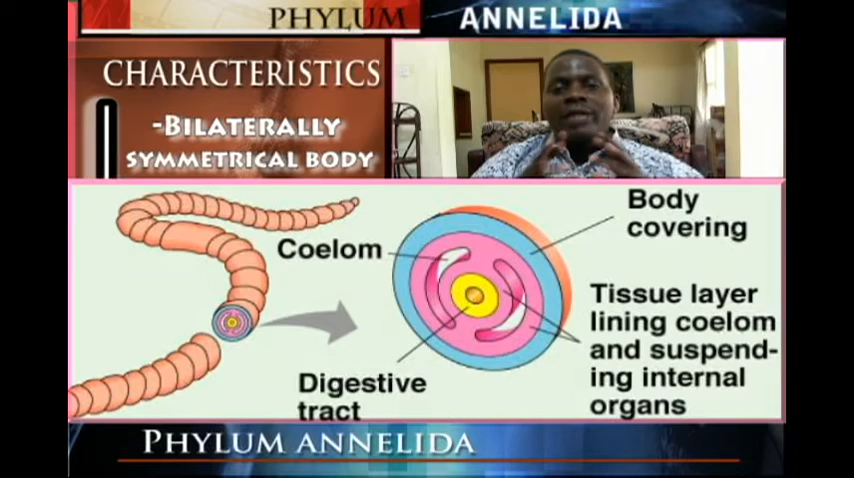 PHYLUM ANNELIDA
CHARACTERISTICS
-BILATERALLY
SYMMETRICAL BODY
Body
covering
Coelom
Tissue layer
lining coelom
and suspend-
ing internal
organs
Digestive
tract
PHYLUM ANNELIDA